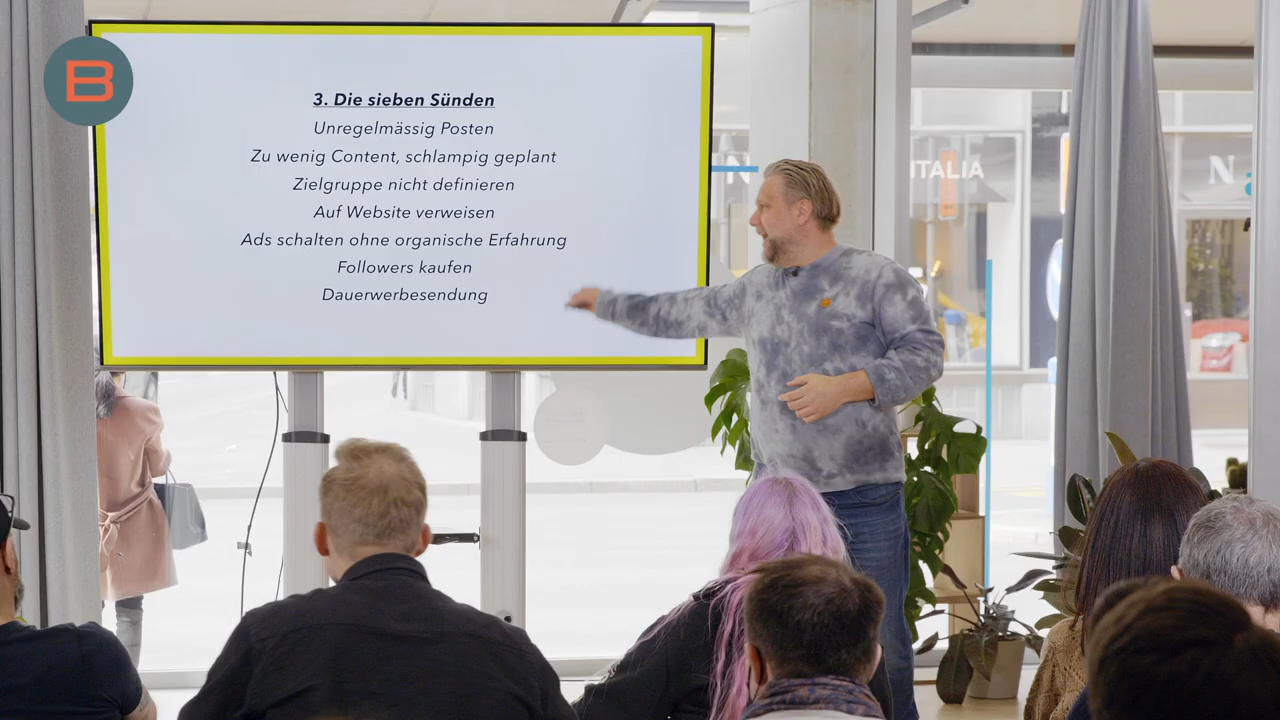 B
3. Die sieben Sünden
Unregelmässig Posten
Zu wenig Content, schlampig geplant
Zielgruppe nicht definieren
Auf Website verweisen
Ads schalten ohne organische Erfahrung
Followers kaufen
Dauerwerbesendung
ITALIA